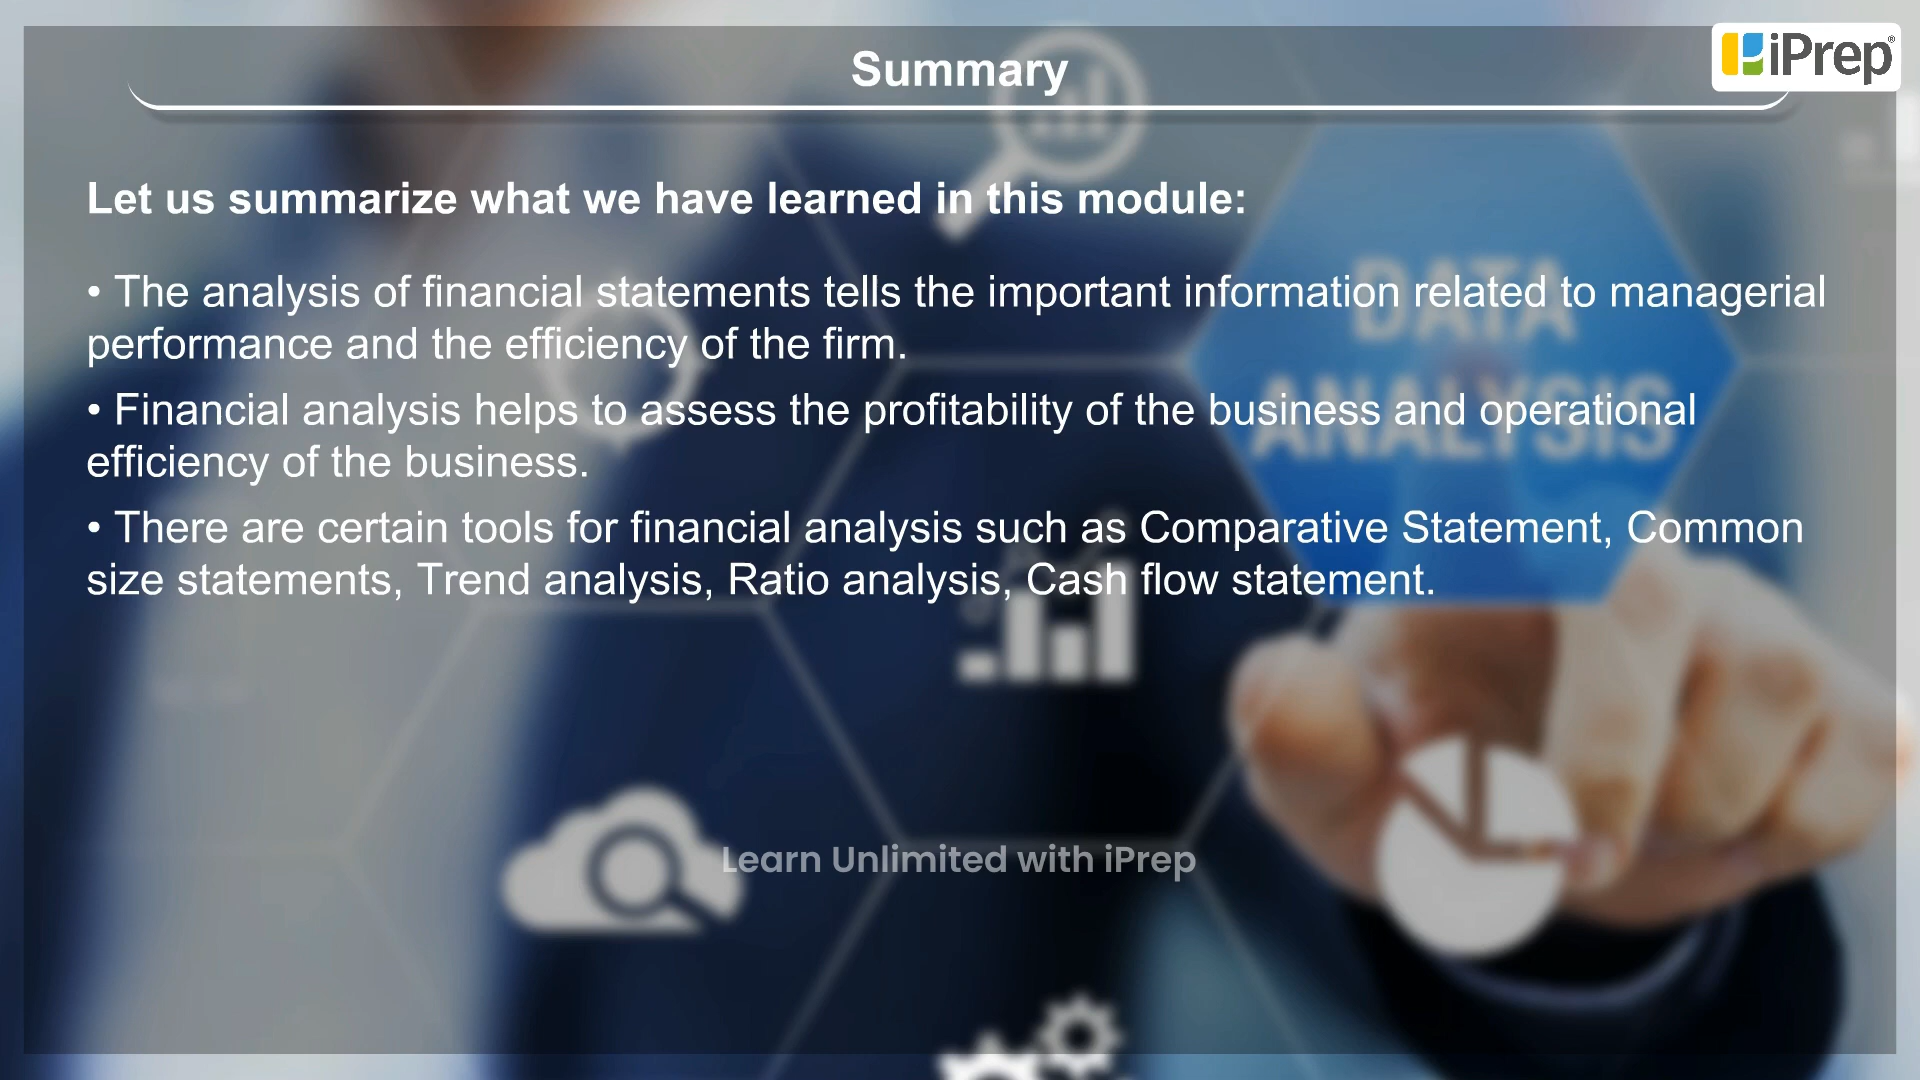 Summary
iPrep®
Let us summarize what we have learned in this module:
• The analysis of financial statements tells the important information related to managerial
performance and the efficiency of the firm.
• Financial analysis helps to assess the profitability of the business and operational
efficiency of the business.
• There are certain tools for financial analysis such as Comparative Statement, Common
size statements, Trend analysis, Ratio analysis, Cash flow statement.
DATA
ANALYSIS
Learn Unlimited with iPrep